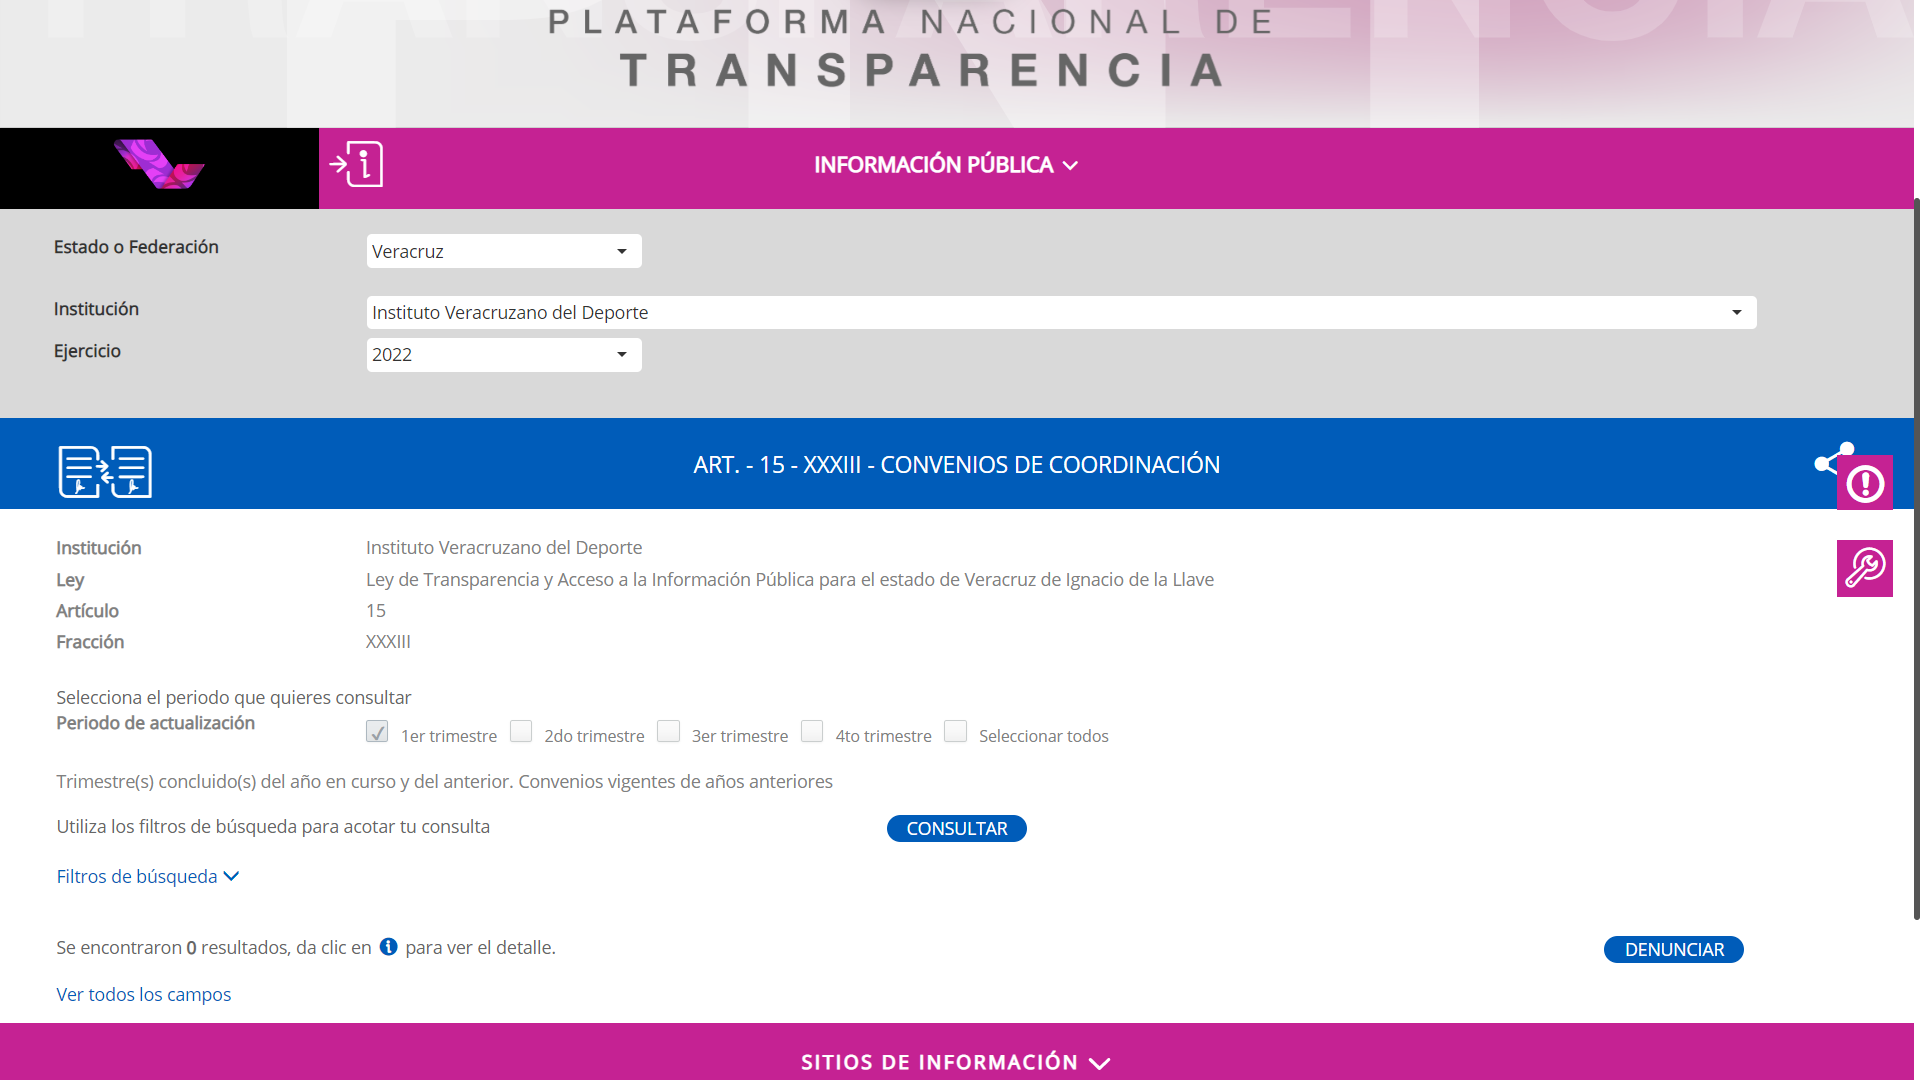 PLATAFORMA NACIONAL DE
TRANSPARENCIA
INFORMACIÓN PÚBLICA
Estado o Federación
Veracruz
Institución
Instituto Veracruzano del Deporte
Ejercicio
2022
ART. - 15 - XXXIII - CONVENIOS DE COORDINACIÓN
Institución
Instituto Veracruzano del Deporte
Ley
Ley de Transparencia y Acceso a la Información Pública para el estado de Veracruz de Ignacio de la Llave
Artículo
15
Fracción
XXXIII
Selecciona el periodo que quieres consultar
Periodo de actualización
1er trimestre 2do trimestre 3er trimestre 4to trimestre Seleccionar todos
Trimestre(s) concluido(s) del año en curso y del anterior. Convenios vigentes de años anteriores
Utiliza los filtros de búsqueda para acotar tu consulta
CONSULTAR
Filtros de búsqueda
Se encontraron 0 resultados, da clic en i para ver el detalle.
DENUNCIAR
Ver todos los campos
SITIOS DE INFORMACIÓN